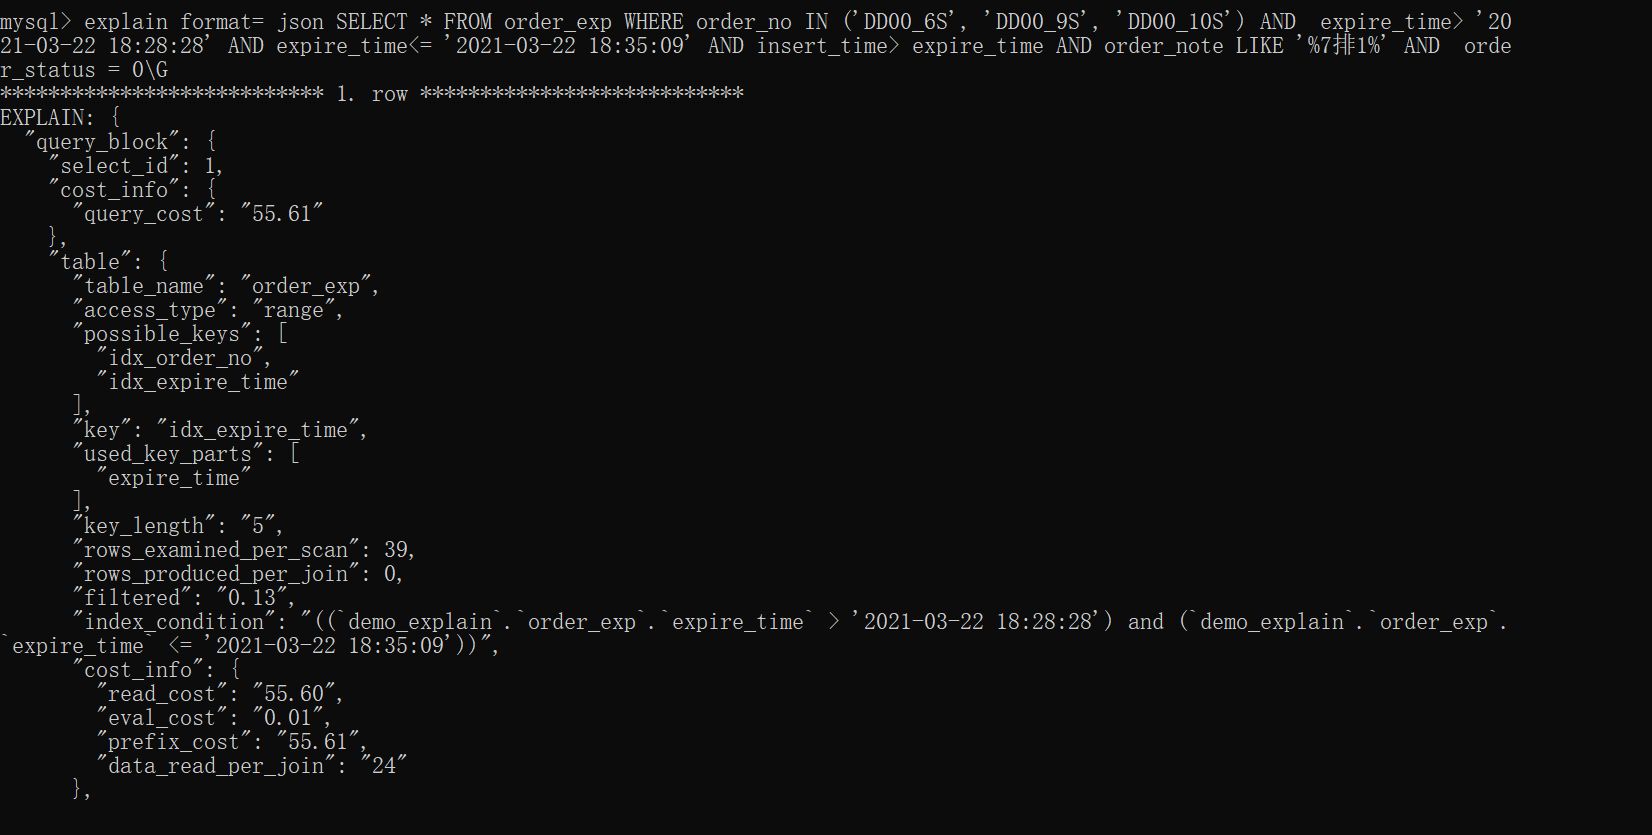 mysql> explain format= json SELECT * FROM order_exp WHERE order_no IN ('DD00_6S', 'DD00_9S', 'DD00_10S') AND  expire_time> '20
21-03-22 18:28:28' AND expire_time<= '2021-03-22 18:35:09' AND insert_time> expire_time AND order_note LIKE '%7排1%' AND  orde
r_status = 0\G
*************************** 1. row ***************************
EXPLAIN: {
  "query_block": {
    "select_id": 1,
    "cost_info": {
      "query_cost": "55.61"
    },
    "table": {
      "table_name": "order_exp",
      "access_type": "range",
      "possible_keys": [
        "idx_order_no",
        "idx_expire_time"
      ],
      "key": "idx_expire_time",
      "used_key_parts": [
        "expire_time"
      ],
      "key_length": "5",
      "rows_examined_per_scan": 39,
      "rows_produced_per_join": 0,
      "filtered": "0.13",
      "index_condition": "((`demo_explain`.`order_exp`.`expire_time` > '2021-03-22 18:28:28') and (`demo_explain`.`order_exp`.
`expire_time` <= '2021-03-22 18:35:09'))",
      "cost_info": {
        "read_cost": "55.60",
        "eval_cost": "0.01",
        "prefix_cost": "55.61",
        "data_read_per_join": "24"
      },